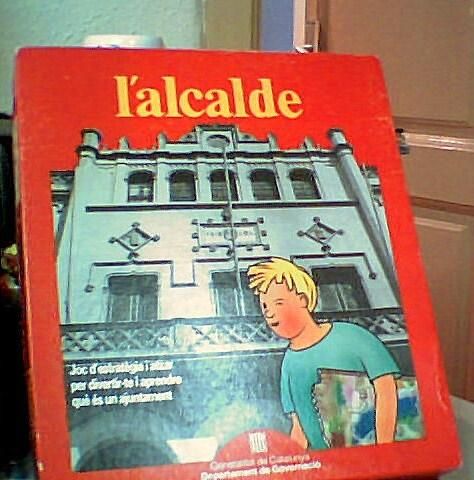 l'alcalde
Joc d'estratègia i atzar
per divertir-te i aprendre
què és un ajuntament
Generalitat de Catalunya
Departament de Governació